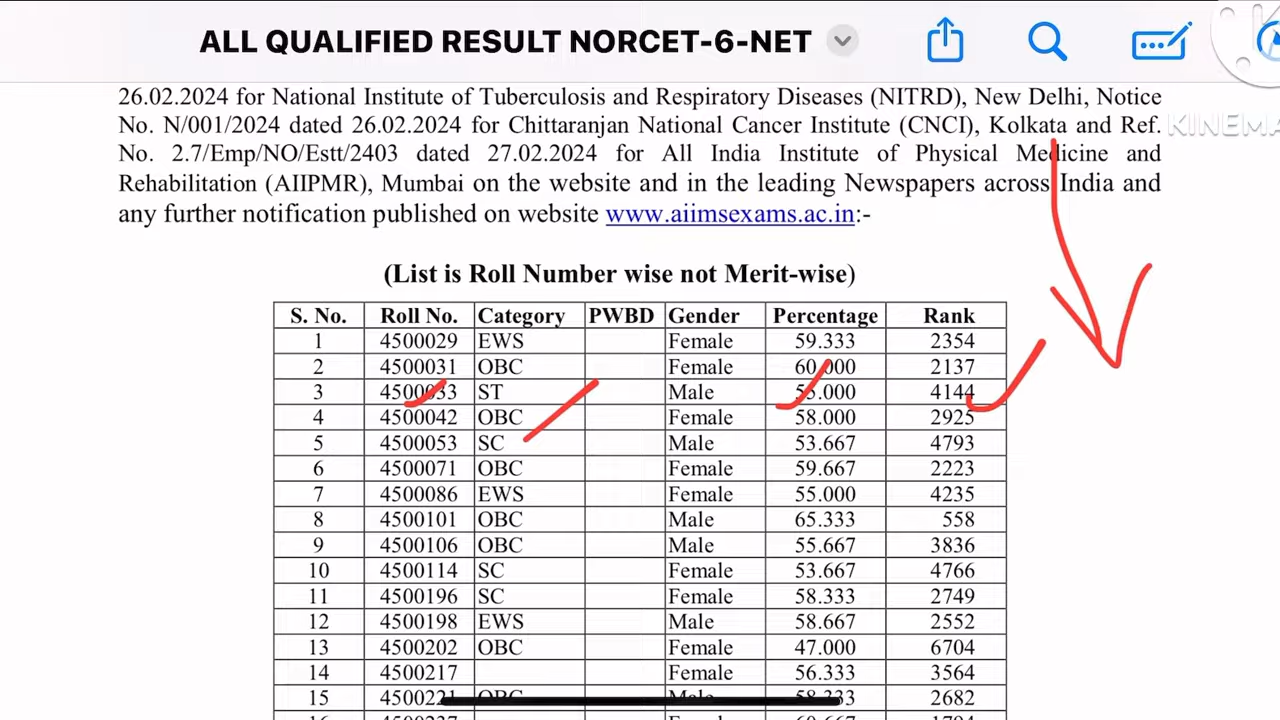 ALL QUALIFIED RESULT NORCET-6-NET
26.02.2024 for National Institute of Tuberculosis and Respiratory Diseases (NITRD), New Delhi, Notice
KINEMA
No. N/001/2024 dated 26.02.2024 for Chittaranjan National Cancer Institute (CNCI), Kolkata and Ref.
No. 2.7/Emp/NO/Estt/2403 dated 27.02.2024 for All India Institute of Physical Medicine and
Rehabilitation (AIIPMR), Mumbai on the website and in the leading Newspapers across India and
any further notification published on website www.aiimsexams.ac.in:-
(List is Roll Number wise not Merit-wise)
S. No. Roll No. Category PWBD Gender Percentage Rank
1 4500029 EWS Female 59.333 2354
2 4500031 OBC Female 60.000 2137
3 4500033 ST Male 55.000 4144
4 4500042 OBC Female 58.000 2925
5 4500053 SC Male 53.667 4793
6 4500071 OBC Female 59.667 2223
7 4500086 EWS Female 55.000 4235
8 4500101 OBC Male 65.333 558
9 4500106 OBC Male 55.667 3836
10 4500114 SC Female 53.667 4766
11 4500196 SC Female 58.333 2749
12 4500198 EWS Male 58.667 2552
13 4500202 OBC Female 47.000 6704
14 4500217 Female 56.333 3564
15 4500221 OBC Male 58.333 2682